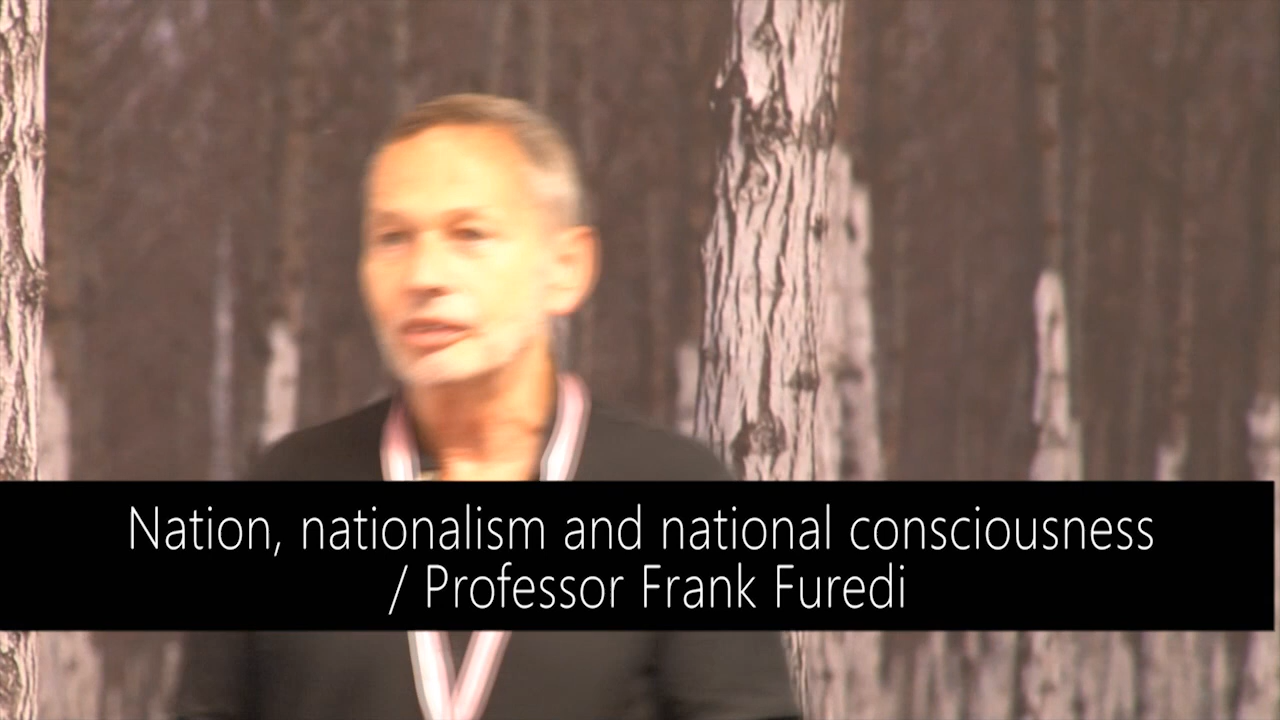 Nation, nationalism and national consciousness
/ Professor Frank Furedi